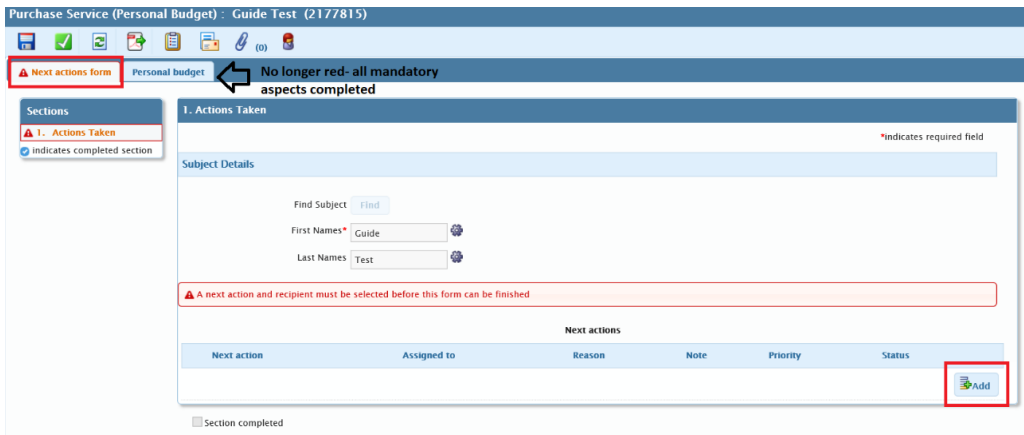 Purchase Service (Personal Budget) : Guide Test (2177815)
(0)
Next actions form
Personal budget
No longer red- all mandatory
aspects completed
Sections
1. Actions Taken
indicates completed section
1. Actions Taken
*indicates required field
Subject Details
Find Subject Find
First Names* Guide
Last Names Test
A next action and recipient must be selected before this form can be finished
Next actions
Next action Assigned to Reason Note Priority Status
Add
Section completed